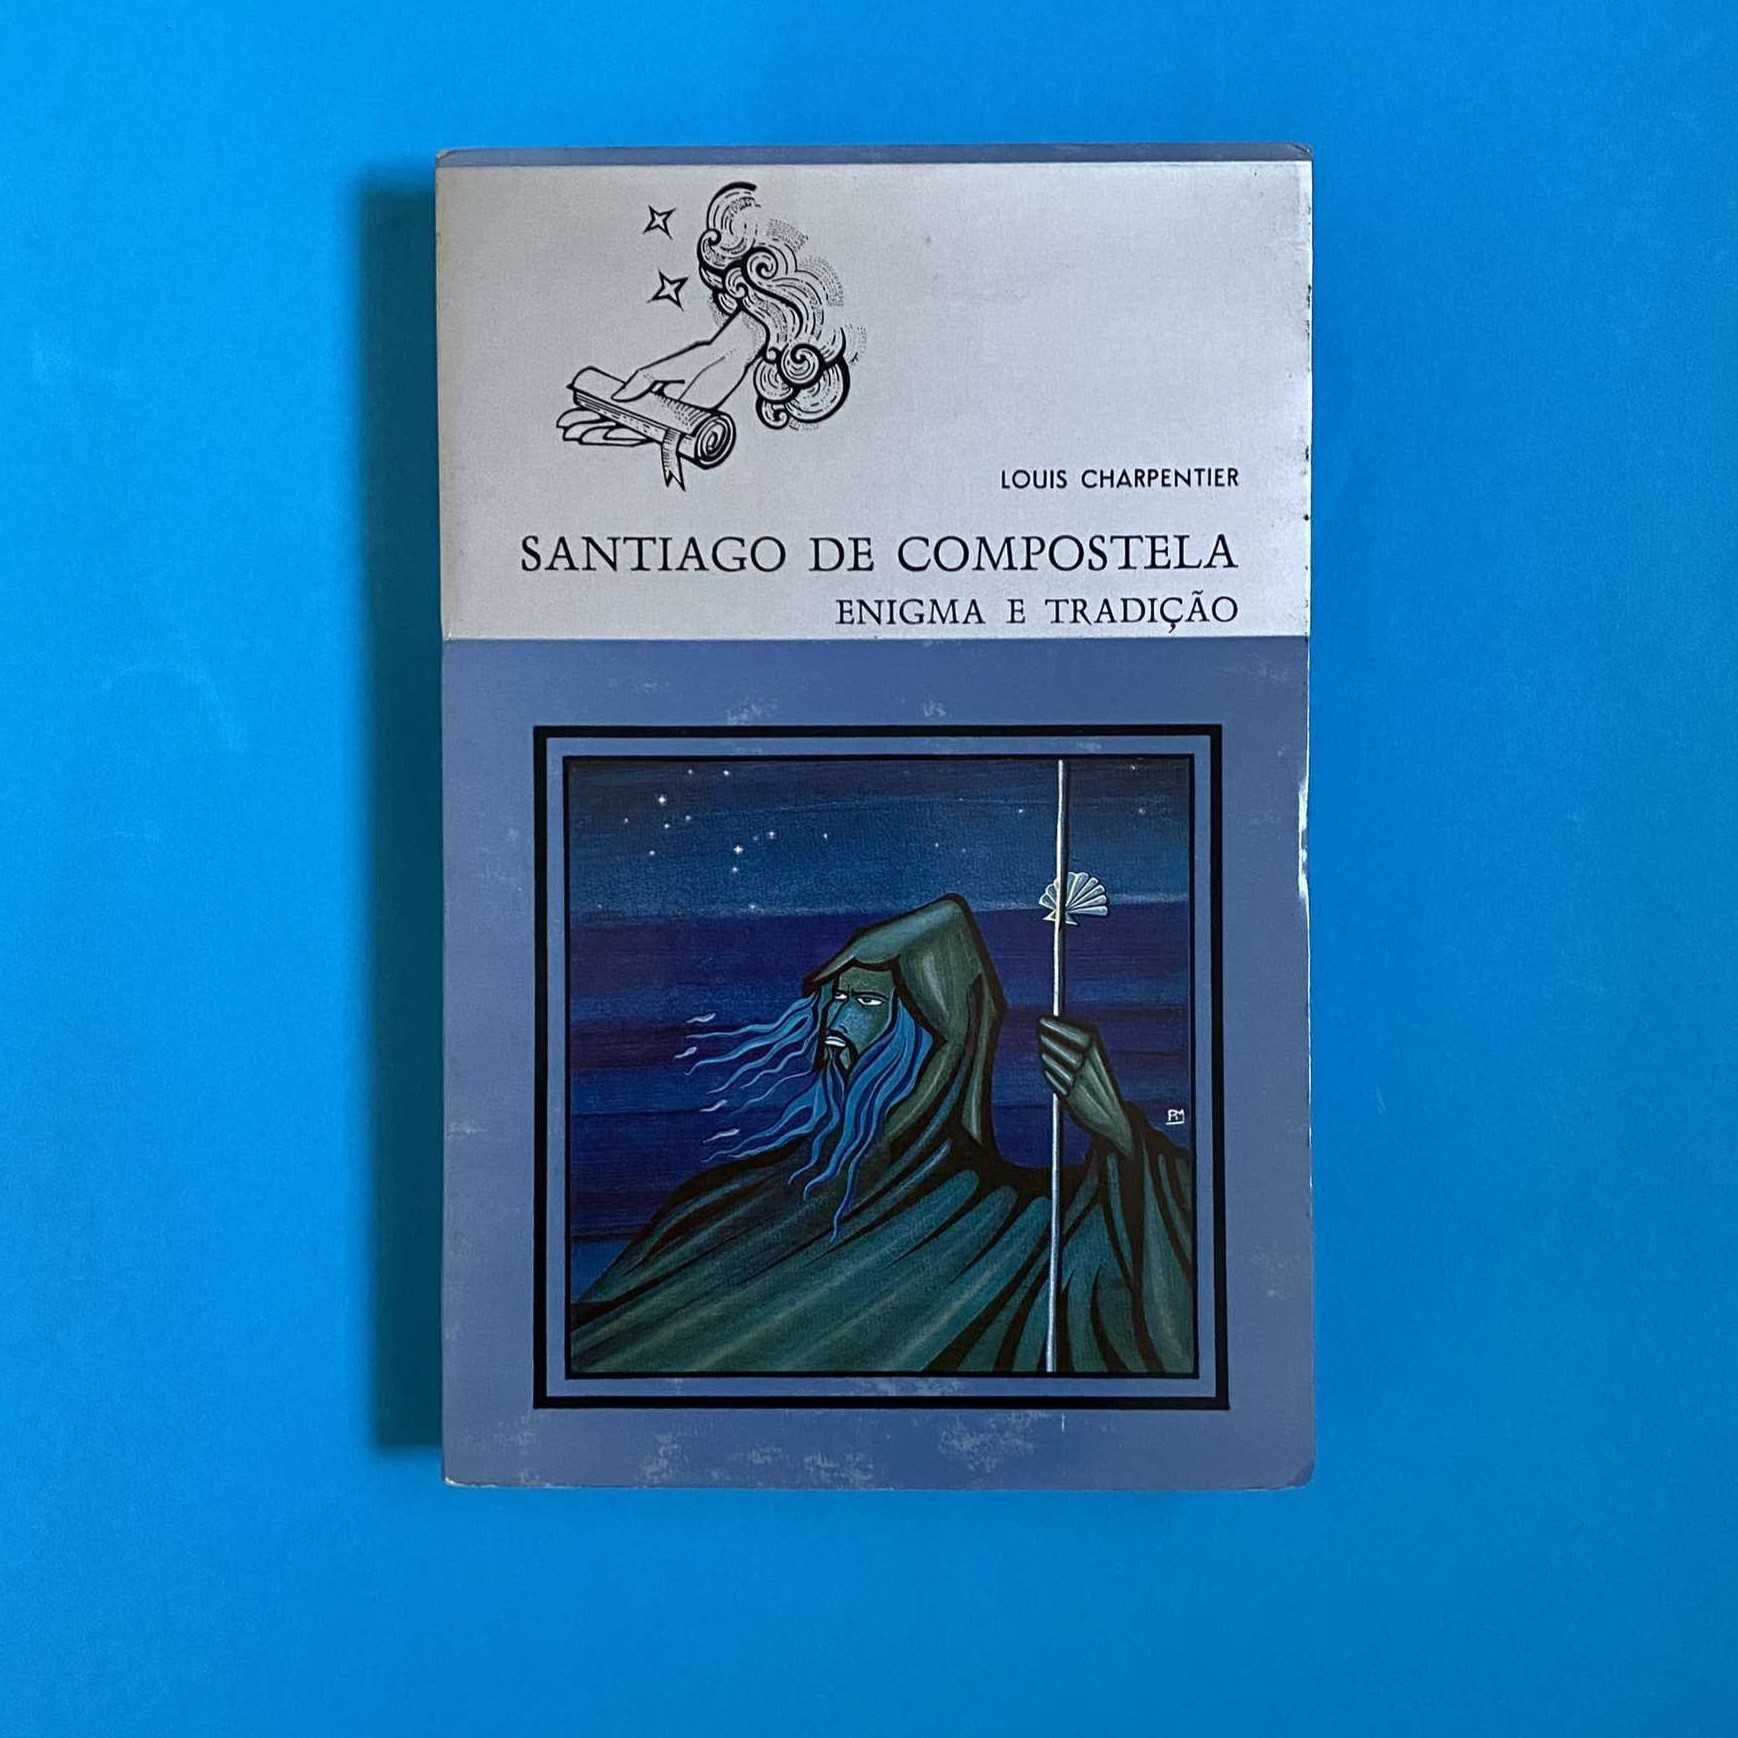 LOUIS CHARPENTIER
SANTIAGO DE COMPOSTELA
ENIGMA E TRADIÇÃO